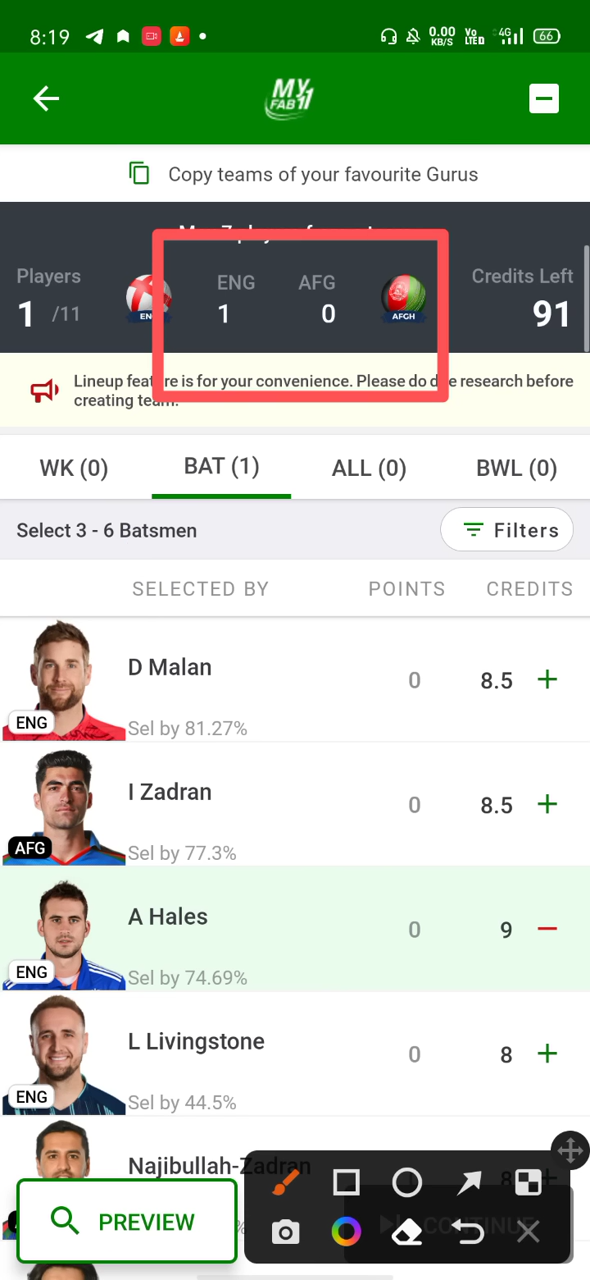 8:19
0.00 KB/S
Vo LTE D
4G
66
MY FAB 11
Copy teams of your favourite Gurus
Players
ENG
AFG
Credits Left
1 /11
1
0
91
AFGH
Lineup feature is for your convenience. Please do due research before
creating team.
WK (0)
BAT (1)
ALL (0)
BWL (0)
Select 3 - 6 Batsmen
Filters
SELECTED BY
POINTS
CREDITS
D Malan
0
8.5
ENG
Sel by 81.27%
I Zadran
0
8.5
AFG
Sel by 77.3%
A Hales
0
9
ENG
Sel by 74.69%
L Livingstone
0
8
ENG
Sel by 44.5%
Najibullah-Zadran
PREVIEW
CONTINUE